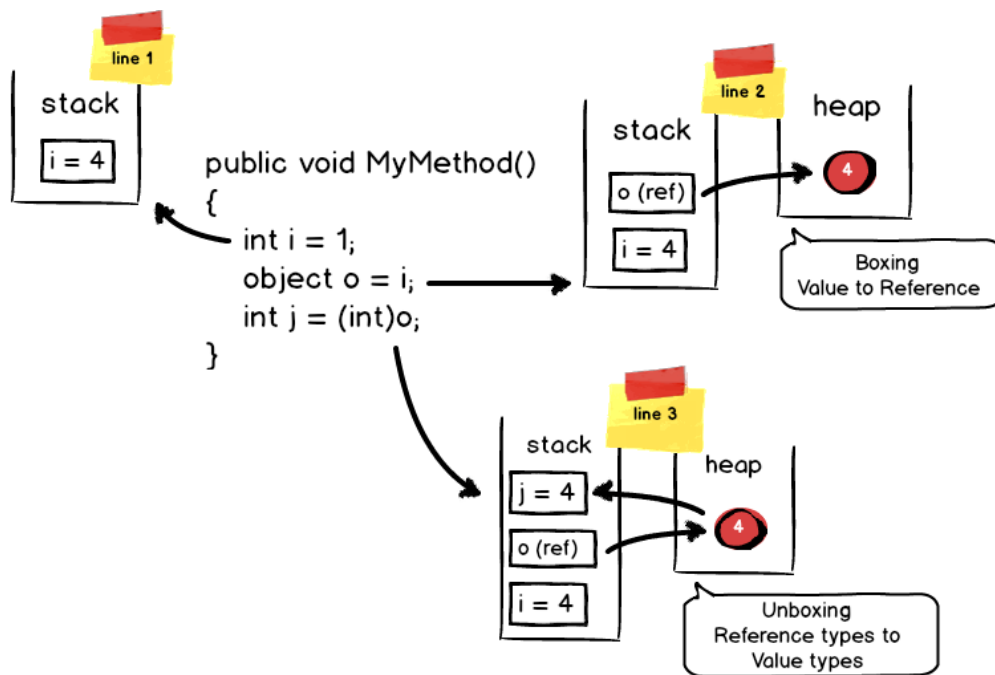 line 1
stack
i = 4
public void MyMethod()
{
int i = 1;
object o = i;
int j = (int)o;
}
line 2
stack
o (ref)
i = 4
heap
4
Boxing
Value to Reference
line 3
stack
j = 4
o (ref)
i = 4
heap
4
Unboxing
Reference types to
Value types